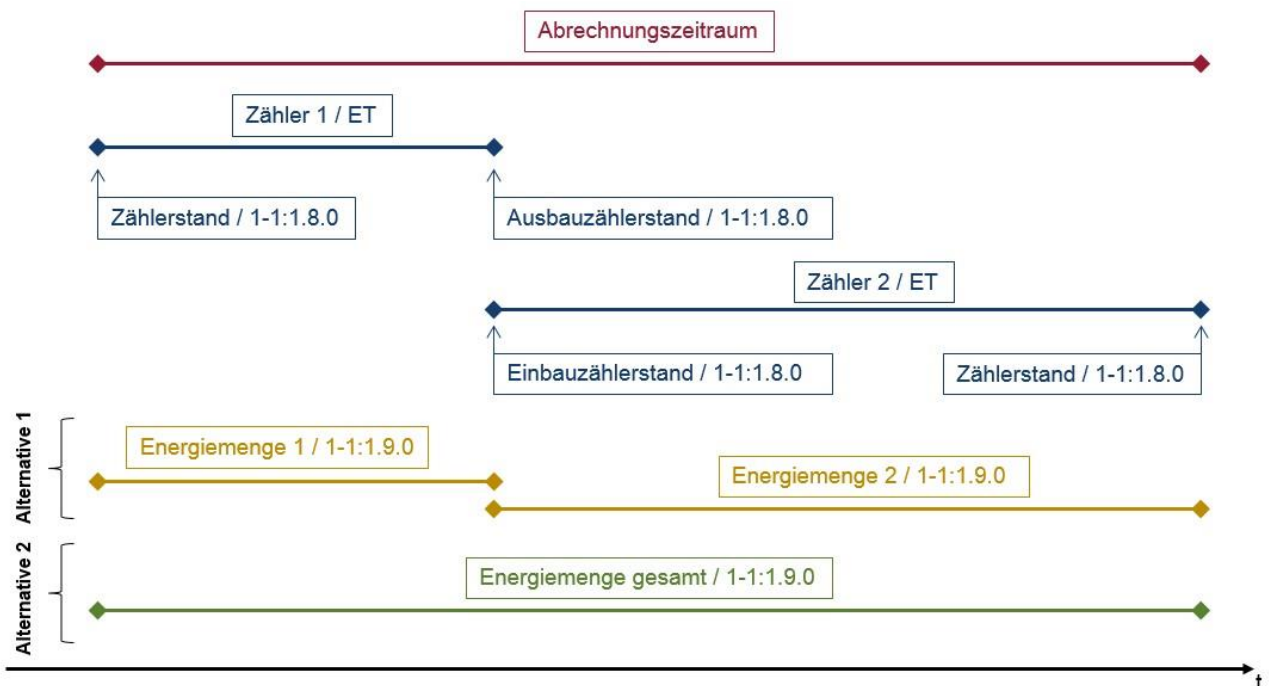 Abrechnungszeitraum
Zähler 1 / ET
Zählerstand / 1-1:1.8.0
Ausbauzählerstand / 1-1:1.8.0
Zähler 2 / ET
Einbauzählerstand / 1-1:1.8.0
Zählerstand / 1-1:1.8.0
Alternative 1
Energiemenge 1 / 1-1:1.9.0
Energiemenge 2 / 1-1:1.9.0
Alternative 2
Energiemenge gesamt / 1-1:1.9.0
t